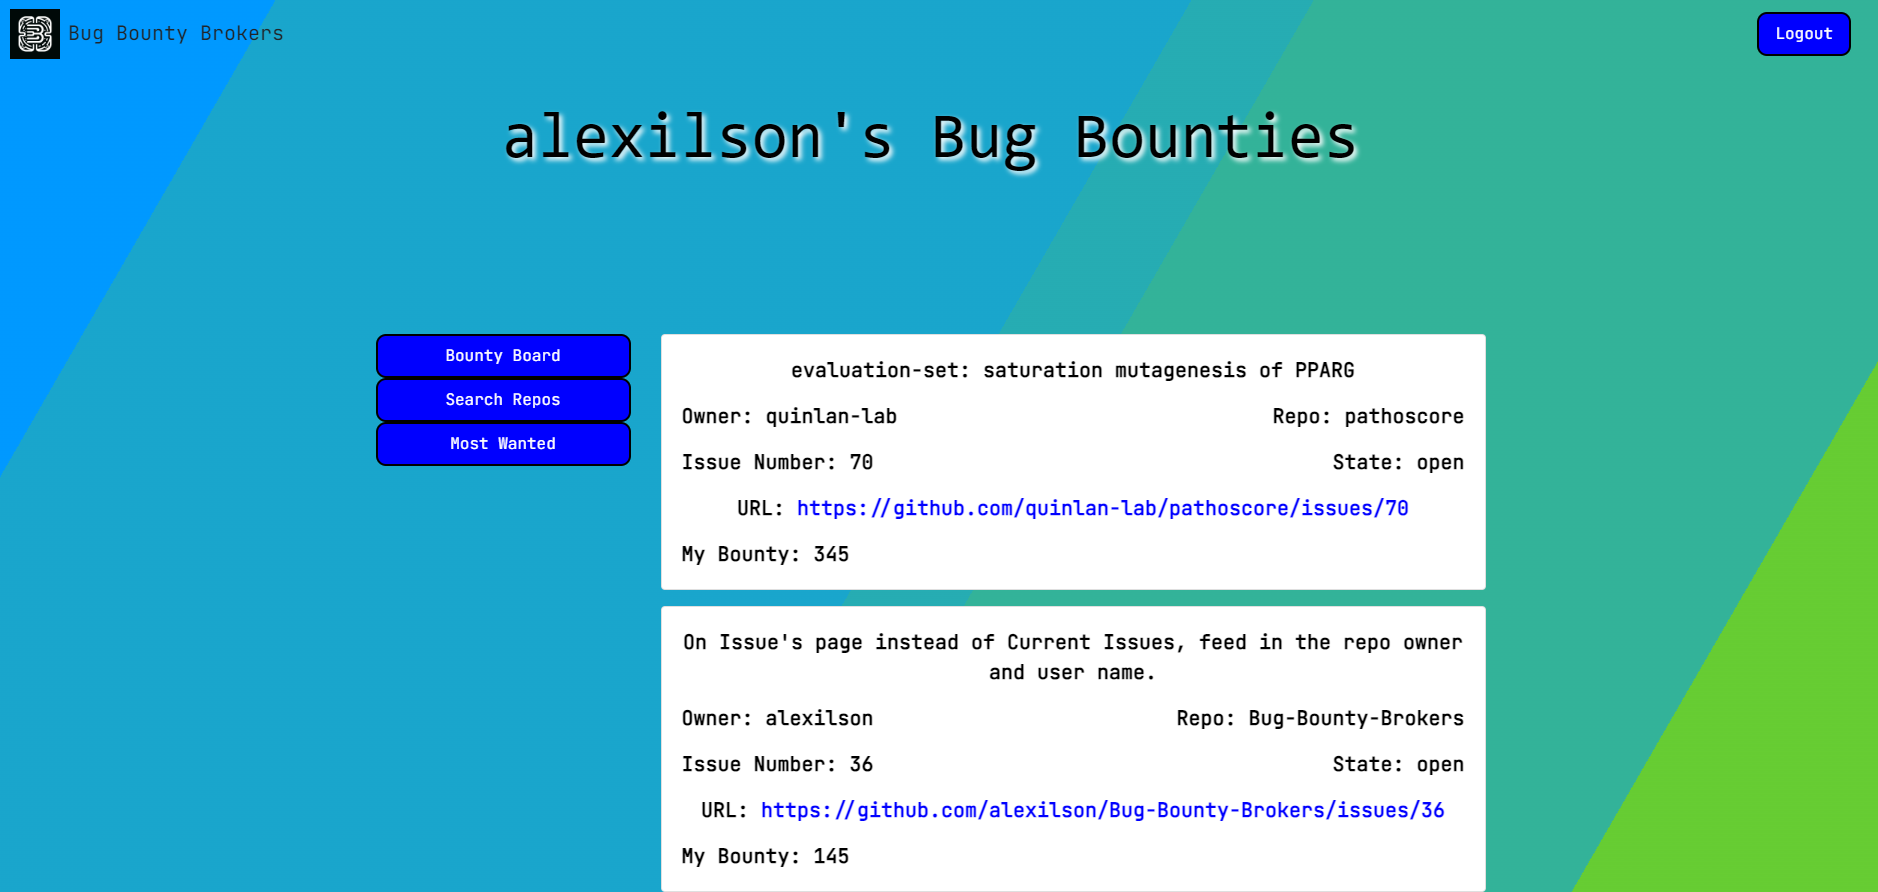 Bug Bounty Brokers
Logout
alexilson's Bug Bounties
Bounty Board
Search Repos
Most Wanted
evaluation-set: saturation mutagenesis of PPARG
Owner: quinlan-lab Repo: pathoscore
Issue Number: 70 State: open
URL: https://github.com/quinlan-lab/pathoscore/issues/70
My Bounty: 345
On Issue's page instead of Current Issues, feed in the repo owner
and user name.
Owner: alexilson Repo: Bug-Bounty-Brokers
Issue Number: 36 State: open
URL: https://github.com/alexilson/Bug-Bounty-Brokers/issues/36
My Bounty: 145